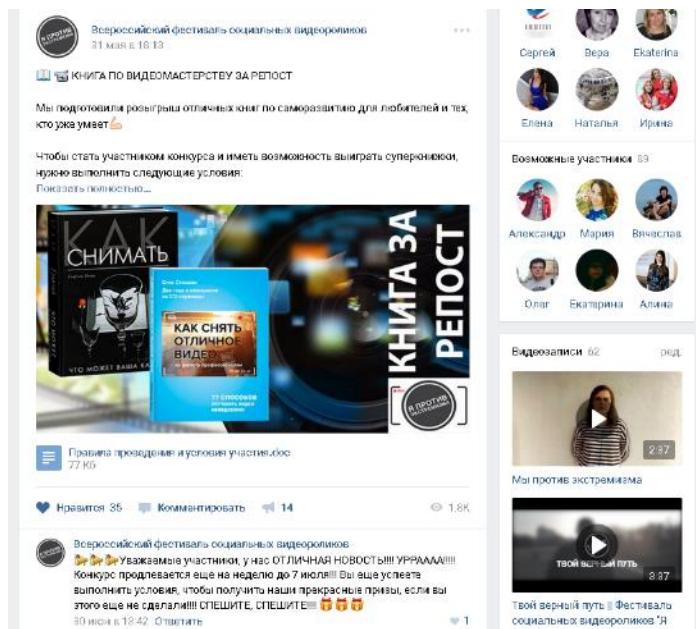 Всероссийский фестиваль социальных видеороликов
31 мая в 18:13
КНИГА ПО ВИДЕОМАСТЕРСТВУ ЗА РЕПОСТ
Мы подготовили розыгрыш отличных книг по саморазвитию для любителей и тех,
кто уже умеет
Чтобы стать участником конкурса и иметь возможность выиграть суперкнижки,
нужно выполнить следующие условия:
Показать полностью...
КАК
СНИМАТЬ
ЧТО МОЖЕТ ВАША
КАК СНЯТЬ
ОТЛИЧНОЕ
ВИДЕО
77 СПОСОБОВ
КНИГА ЗА
РЕПОСТ
Я ПРОТИВ
ЭКСТРЕМИЗМА
Правила проведения и условия участия.doc
77 Кб
Нравится 35 Комментировать 14 1.8K
Всероссийский фестиваль социальных видеороликов
Уважаемые участники, у нас ОТЛИЧНАЯ НОВОСТЬ!!!! УРРАААА!!!!
Конкурс продлевается еще на неделю до 7 июля!!! Вы еще успеете
выполнить условия, чтобы получить наши прекрасные призы, если вы
этого еще не сделали!!!! СПЕШИТЕ, СПЕШИТЕ!!!
30 июн в 13:42 Ответить 1
Сергей Вера Ekaterina
Елена Наталья Ирина
Возможные участники 89
Александр Мария Вячеслав
Олег Екатерина Алина
Видеозаписи 62 ред.
2:37
Мы против экстремизма
ТВОЙ ВЕРНЫЙ ПУТЬ
3:37
Твой верный путь || Фестиваль
социальных видеороликов "Я